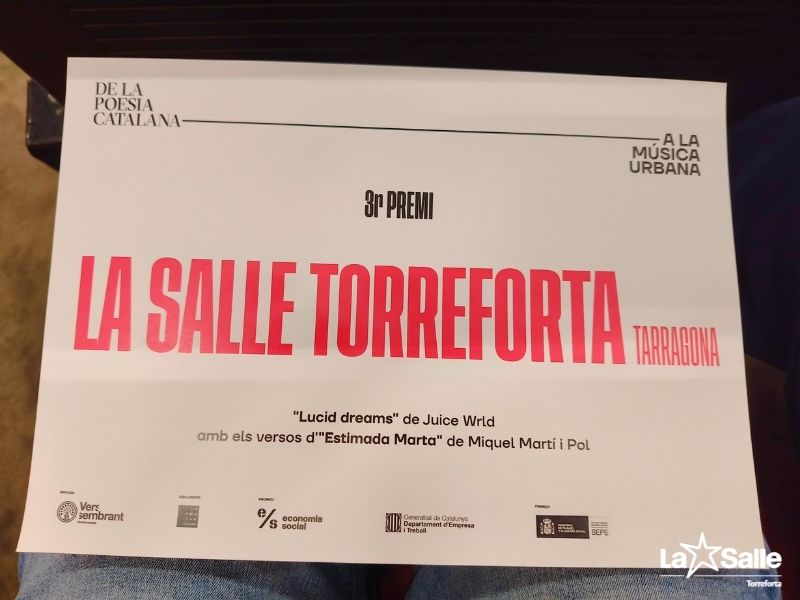 DE LA
POESIA
CATALANA
A LA
MÚSICA
URBANA
3r PREMI
LA SALLE TORREFORTA TARRAGONA
"Lucid dreams" de Juice Wrld
amb els versos d'"Estimada Marta" de Miquel Martí i Pol
Versembrant
e/s economia social
Generalitat de Catalunya
Departament d'Empresa
i Treball
SEPE
La Salle
Torreforta